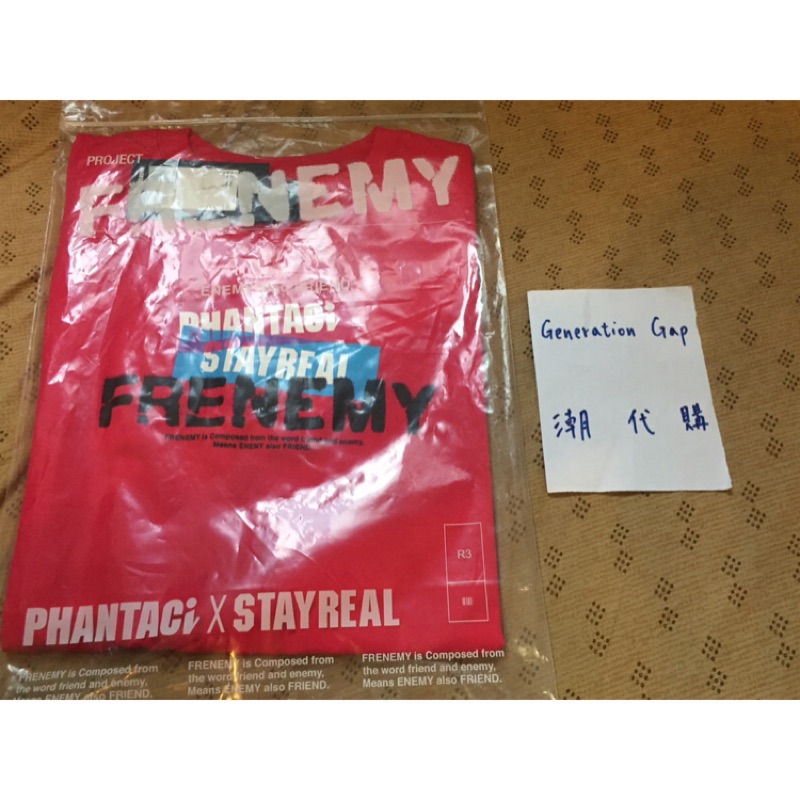 PROJECT
FRENEMY
ENEMY also FRIEND.
PHANTACi
STAYREAL
FRENEMY
FRENEMY is Composed from the word friend and enemy.
Means ENEMY also FRIEND.
R3
PHANTACi X STAYREAL
FRENEMY is Composed from
the word friend and enemy,
Means ENEMY also FRIEND.
FRENEMY is Composed from
the word friend and enemy,
Means ENEMY also FRIEND.
FRENEMY is Composed from
the word friend and enemy,
Means ENEMY also FRIEND.
Generation Gap
潮代購